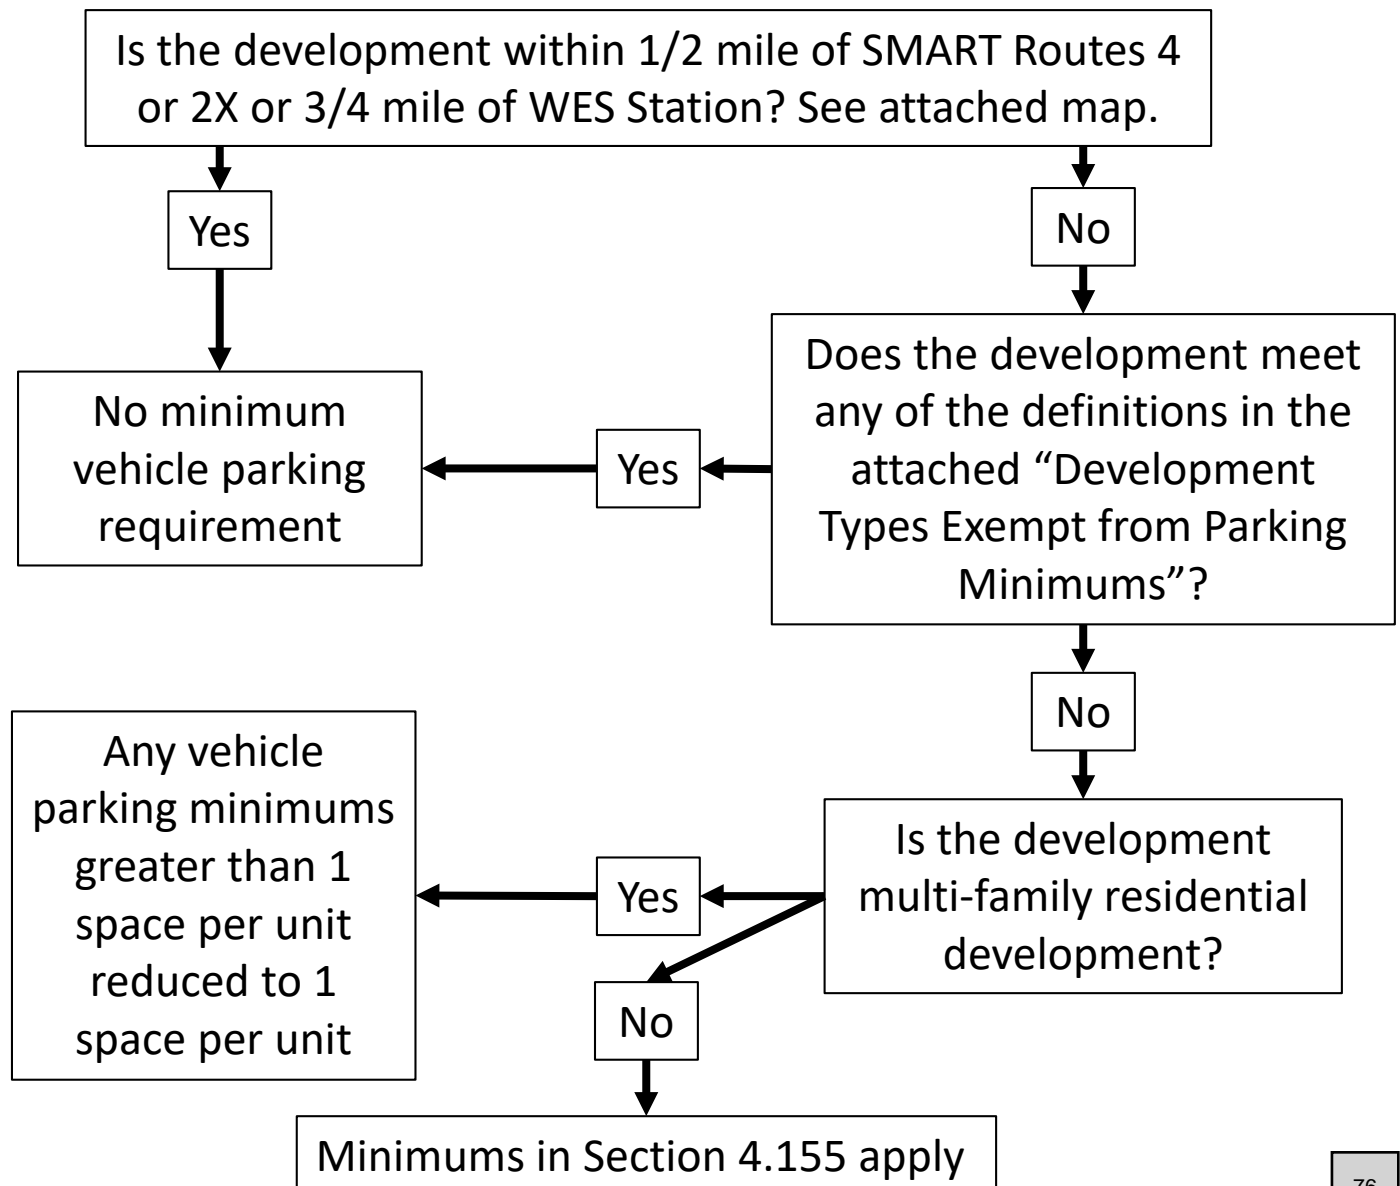 Is the development within 1/2 mile of SMART Routes 4
or 2X or 3/4 mile of WES Station? See attached map.
Yes
No
No minimum
vehicle parking
requirement
Yes
Does the development meet
any of the definitions in the
attached “Development
Types Exempt from Parking
Minimums”?
No
Any vehicle
parking minimums
greater than 1
space per unit
reduced to 1
space per unit
Yes
Is the development
multi-family residential
development?
No
Minimums in Section 4.155 apply
76